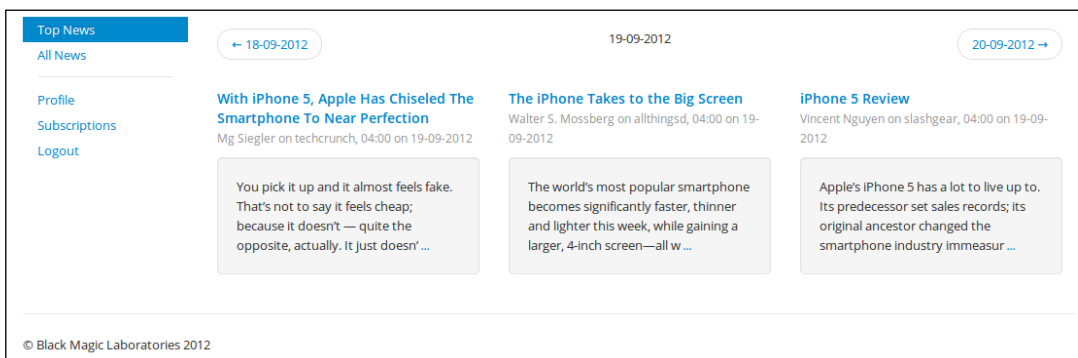 Top News
All News
Profile
Subscriptions
Logout
← 18-09-2012
19-09-2012
20-09-2012 →
With iPhone 5, Apple Has Chiseled The
Smartphone To Near Perfection
Mg Siegler on techcrunch, 04:00 on 19-09-2012
You pick it up and it almost feels fake.
That's not to say it feels cheap;
because it doesn't — quite the
opposite, actually. It just doesn' ...
The iPhone Takes to the Big Screen
Walter S. Mossberg on allthingsd, 04:00 on 19-
09-2012
The world's most popular smartphone
becomes significantly faster, thinner
and lighter this week, while gaining a
larger, 4-inch screen—all w ...
iPhone 5 Review
Vincent Nguyen on slashgear, 04:00 on 19-09-
2012
Apple's iPhone 5 has a lot to live up to.
Its predecessor set sales records; its
original ancestor changed the
smartphone industry immeasur ...
© Black Magic Laboratories 2012